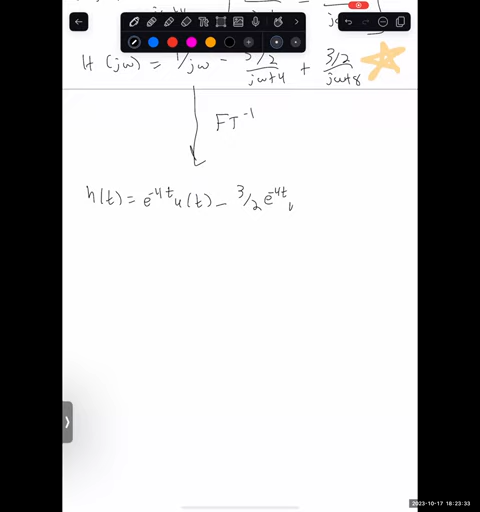 H(jω) = 1/jω - 3/2 / jω+4 + 3/2 / jω+8
FT⁻¹
h(t) = e⁻⁴ᵗu(t) - 3/2 e⁻⁴ᵗ
2023-10-17 18:23:33